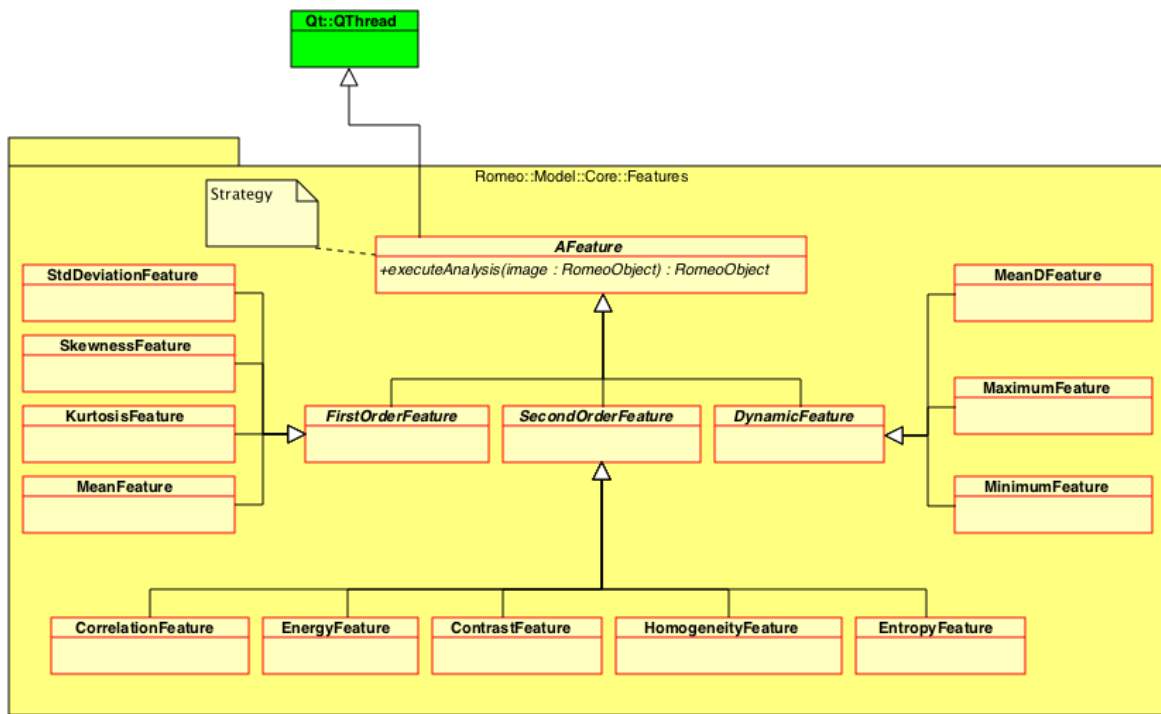 Qt::QThread
Romeo::Model::Core::Features
Strategy
AFeature
+executeAnalysis(image : RomeoObject) : RomeoObject
StdDeviationFeature
SkewnessFeature
KurtosisFeature
MeanFeature
FirstOrderFeature
SecondOrderFeature
DynamicFeature
MeanDFeature
MaximumFeature
MinimumFeature
CorrelationFeature
EnergyFeature
ContrastFeature
HomogeneityFeature
EntropyFeature